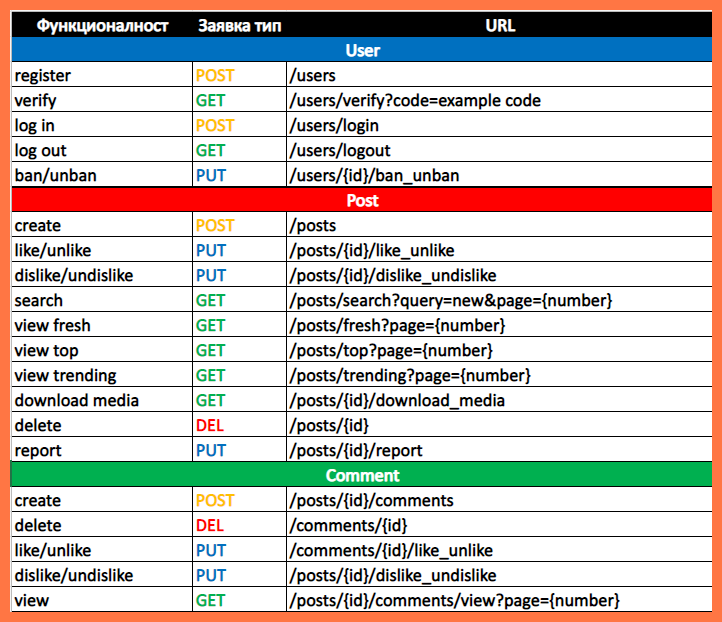 Функционалност Заявка тип URL
User
register POST /users
verify GET /users/verify?code=example code
log in POST /users/login
log out GET /users/logout
ban/unban PUT /users/{id}/ban_unban
Post
create POST /posts
like/unlike PUT /posts/{id}/like_unlike
dislike/undislike PUT /posts/{id}/dislike_undislike
search GET /posts/search?query=new&page={number}
view fresh GET /posts/fresh?page={number}
view top GET /posts/top?page={number}
view trending GET /posts/trending?page={number}
download media GET /posts/{id}/download_media
delete DEL /posts/{id}
report PUT /posts/{id}/report
Comment
create POST /posts/{id}/comments
delete DEL /comments/{id}
like/unlike PUT /comments/{id}/like_unlike
dislike/undislike PUT /posts/{id}/dislike_undislike
view GET /posts/{id}/comments/view?page={number}